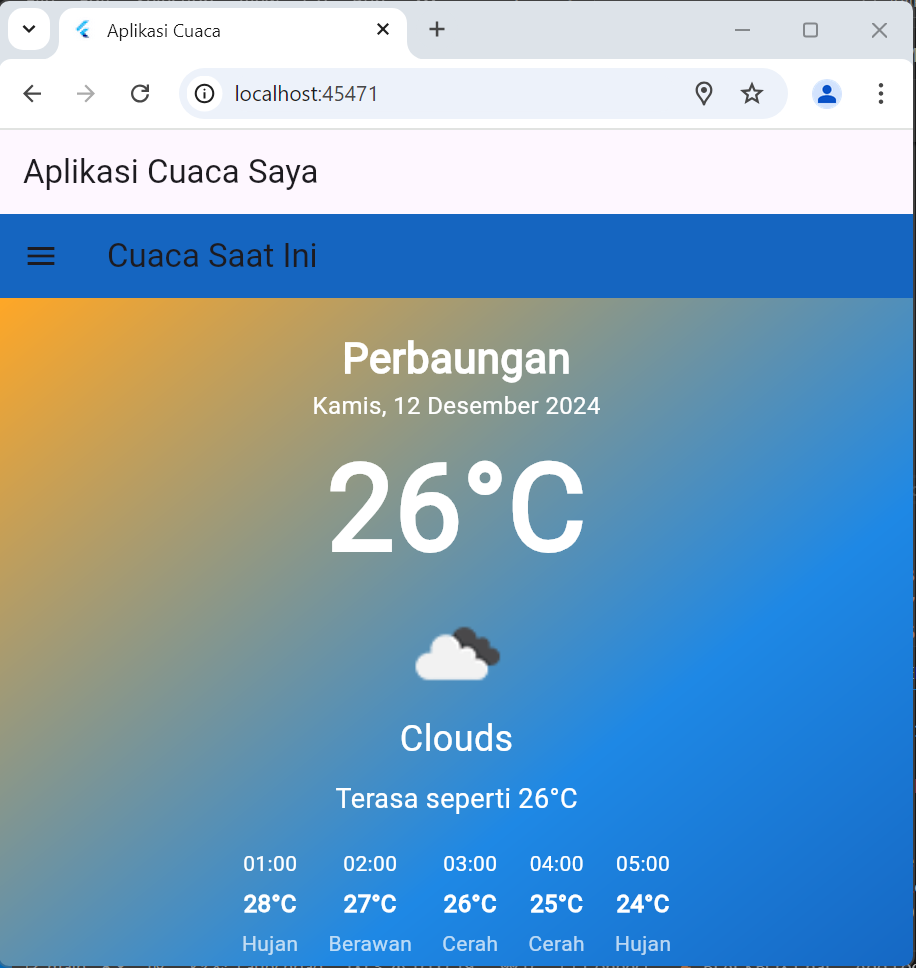 Aplikasi Cuaca
localhost:45471
Aplikasi Cuaca Saya
Cuaca Saat Ini
Perbaungan
Kamis, 12 Desember 2024
26°C
Clouds
Terasa seperti 26°C
01:00 02:00 03:00 04:00 05:00
28°C 27°C 26°C 25°C 24°C
Hujan Berawan Cerah Cerah Hujan